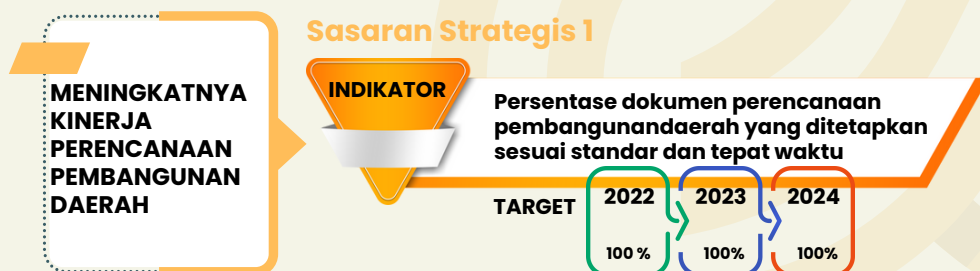 Sasaran Strategis 1
MENINGKATNYA
KINERJA
PERENCANAAN
PEMBANGUNAN
DAERAH
INDIKATOR
Persentase dokumen perencanaan
pembangunandaerah yang ditetapkan
sesuai standar dan tepat waktu
TARGET
2022 2023 2024
100 % 100% 100%